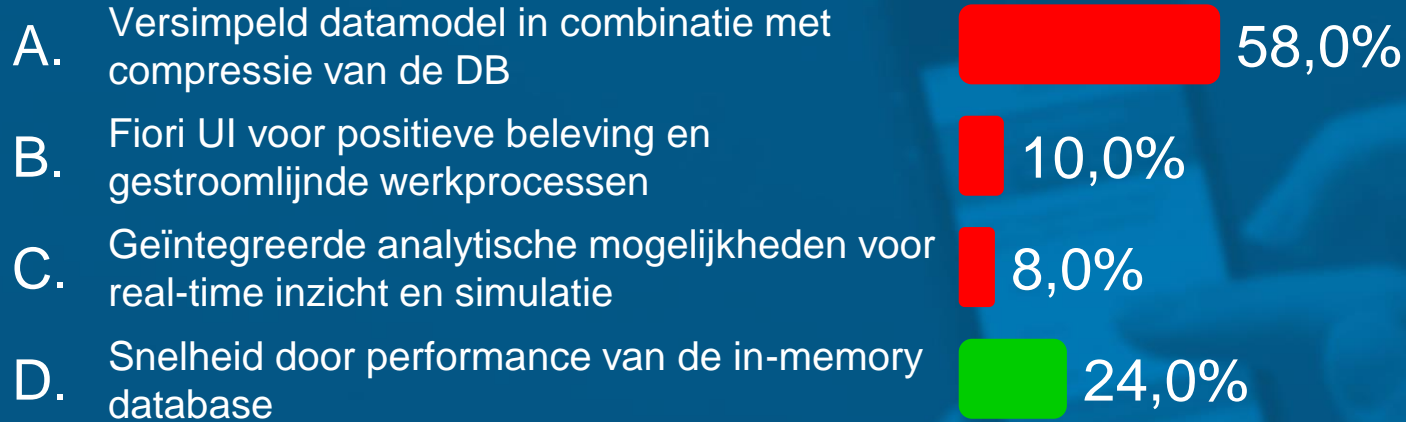 A. Versimpeld datamodel in combinatie met
compressie van de DB
58,0%
B. Fiori UI voor positieve beleving en
gestroomlijnde werkprocessen
10,0%
C. Geïntegreerde analytische mogelijkheden voor
real-time inzicht en simulatie
8,0%
D. Snelheid door performance van de in-memory
database
24,0%